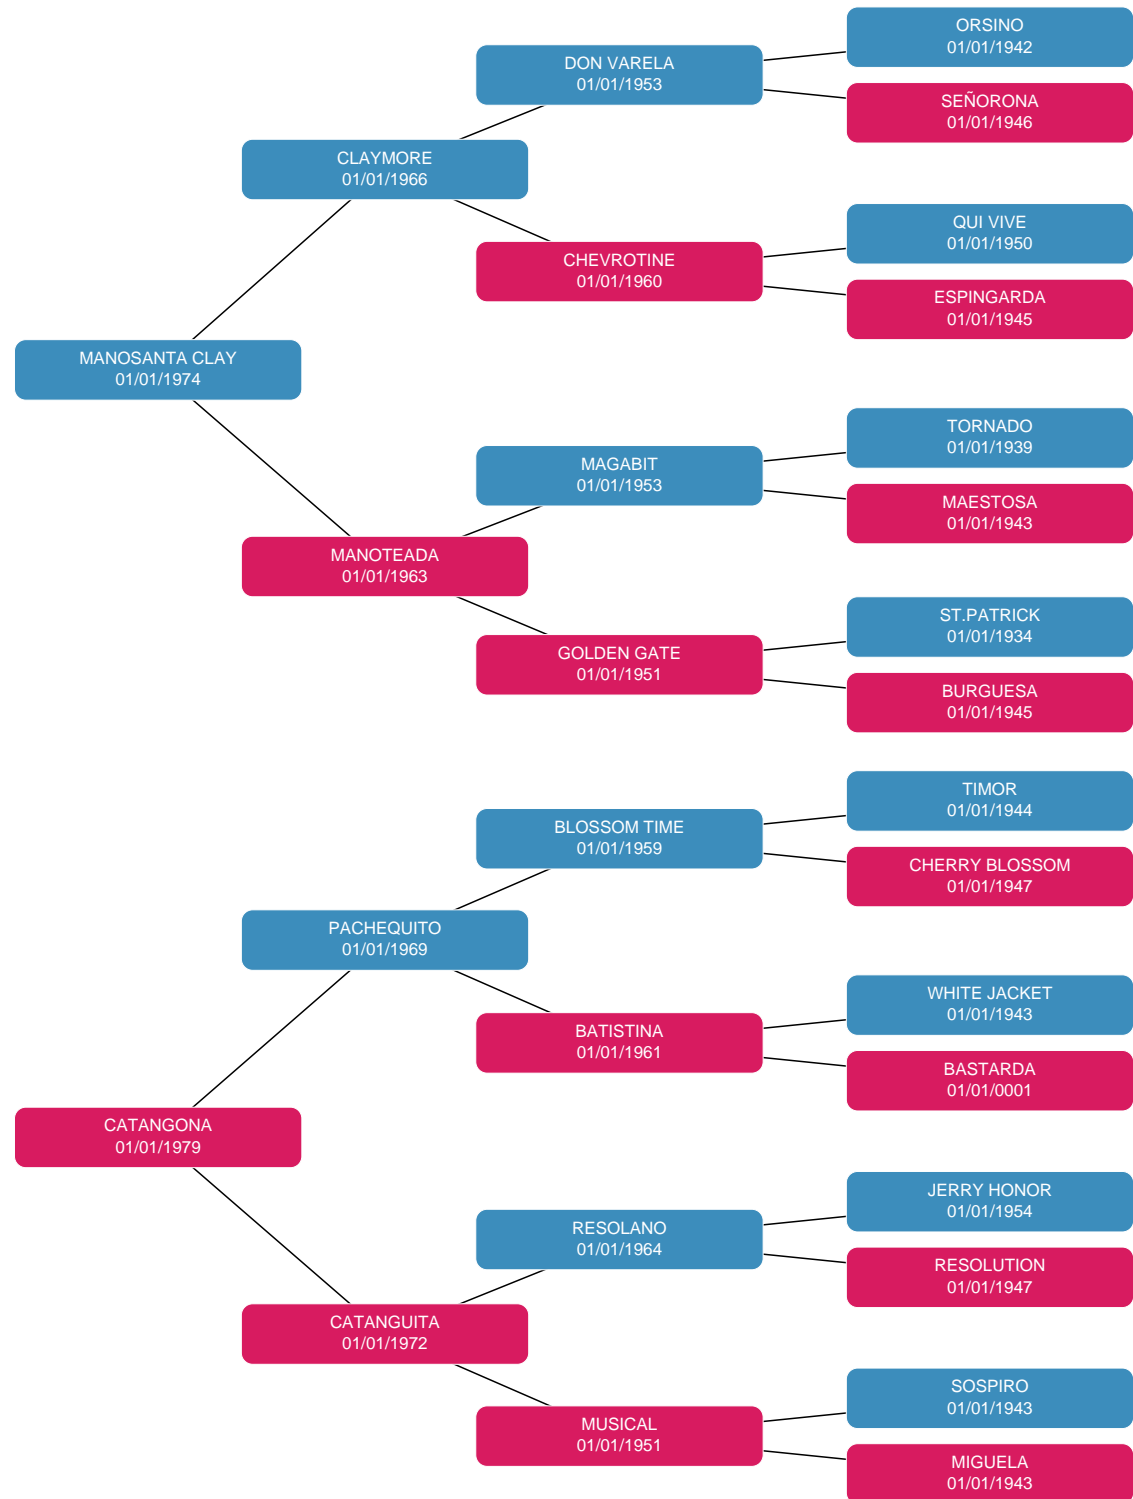 ORSINO
01/01/1942
DON VARELA
01/01/1953
SEÑORONA
01/01/1946
CLAYMORE
01/01/1966
QUI VIVE
01/01/1950
CHEVROTINE
01/01/1960
ESPINGARDA
01/01/1945
MANOSANTA CLAY
01/01/1974
TORNADO
01/01/1939
MAGABIT
01/01/1953
MAESTOSA
01/01/1943
MANOTEADA
01/01/1963
ST.PATRICK
01/01/1934
GOLDEN GATE
01/01/1951
BURGUESA
01/01/1945
TIMOR
01/01/1944
BLOSSOM TIME
01/01/1959
CHERRY BLOSSOM
01/01/1947
PACHEQUITO
01/01/1969
WHITE JACKET
01/01/1943
BATISTINA
01/01/1961
BASTARDA
01/01/0001
CATANGONA
01/01/1979
JERRY HONOR
01/01/1954
RESOLANO
01/01/1964
RESOLUTION
01/01/1947
CATANGUITA
01/01/1972
SOSPIRO
01/01/1943
MUSICAL
01/01/1951
MIGUELA
01/01/1943